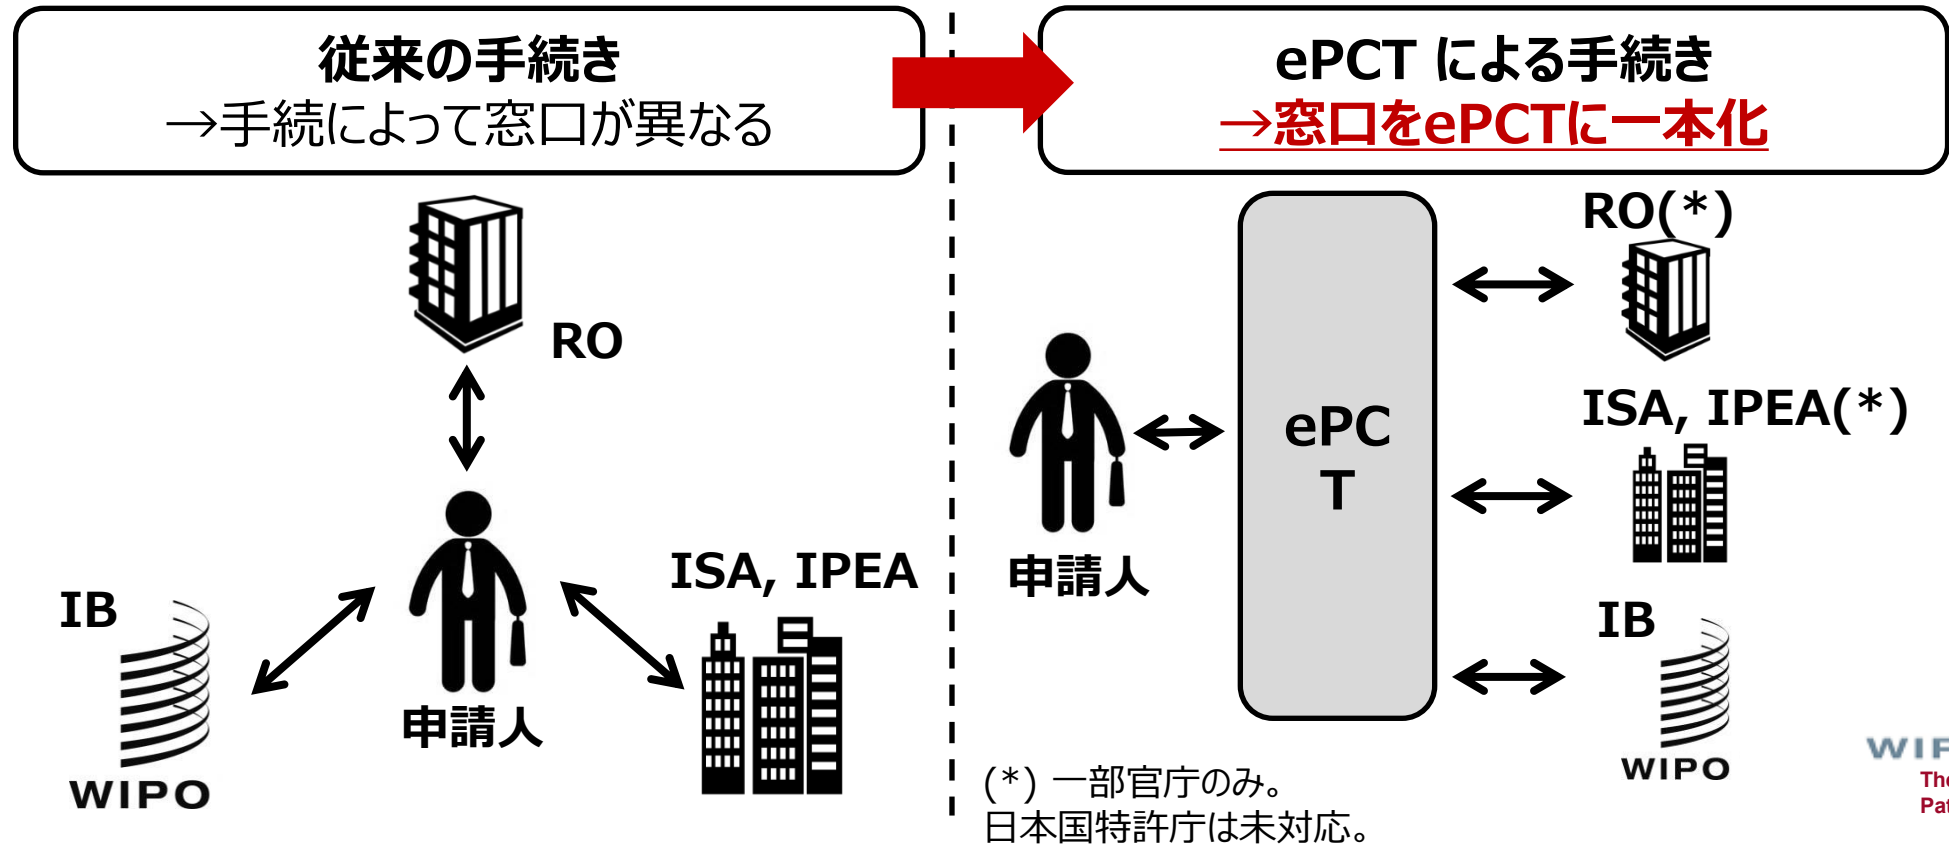 従来の手続き
→手続によって窓口が異なる
RO
IB
ISA, IPEA
申請人
WIPO
ePCT による手続き
→窓口をePCTに一本化
RO(*)
ISA, IPEA(*)
ePC
T
申請人
IB
WIPO
(*) 一部官庁のみ。
日本国特許庁は未対応。
WIP
The
Pat